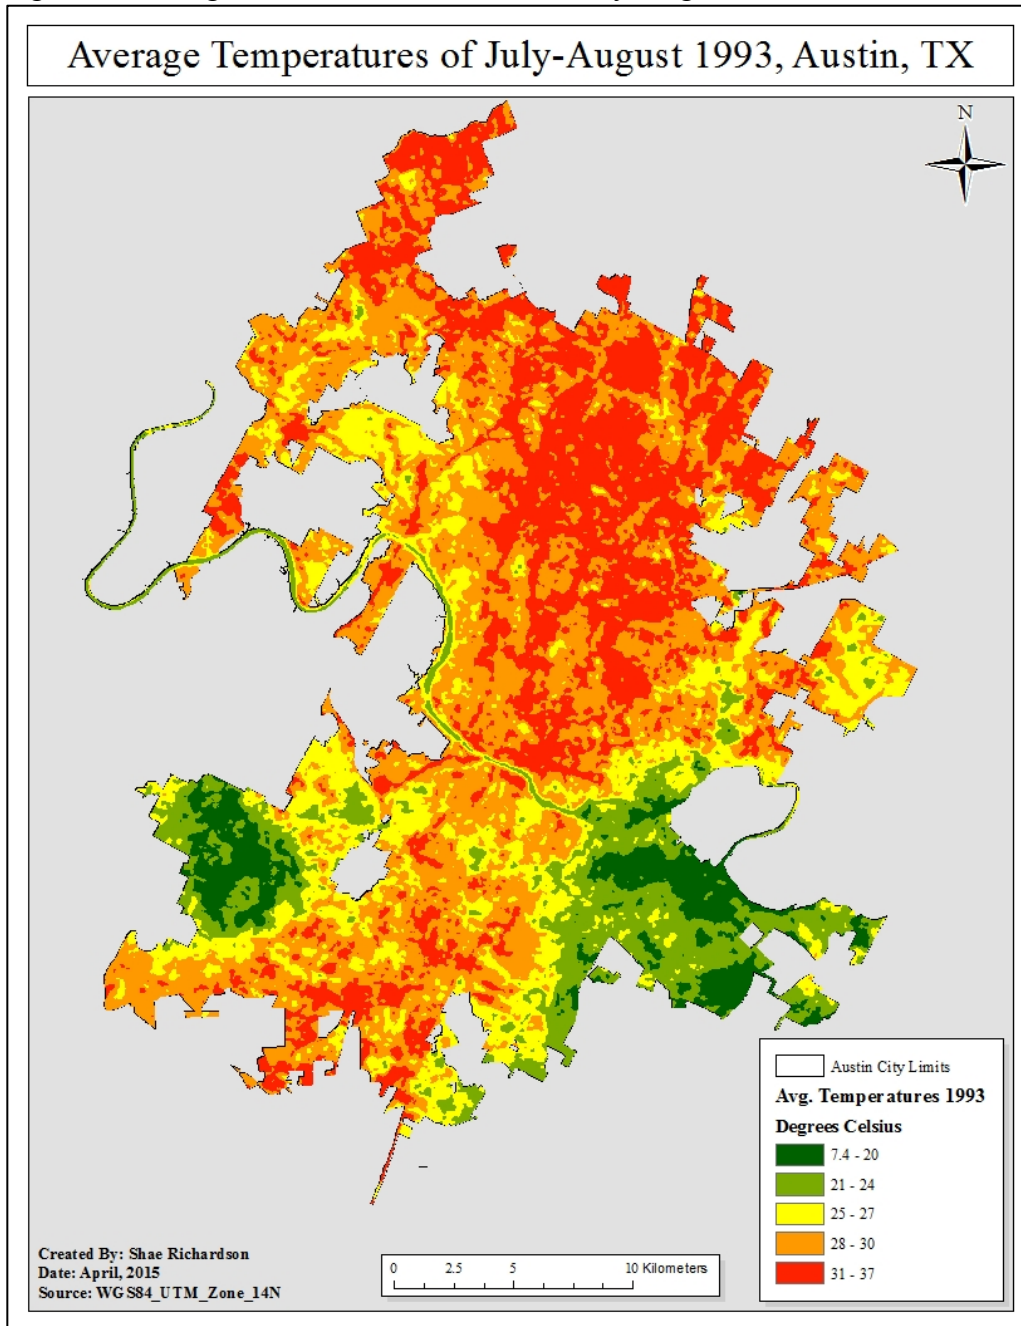 Average Temperatures of July-August 1993, Austin, TX
N
Austin City Limits
Avg. Temperatures 1993
Degrees Celsius
7.4 - 20
21 - 24
25 - 27
28 - 30
31 - 37
Created By: Shae Richardson
Date: April, 2015
Source: WGS84_UTM_Zone_14N
0 2.5 5 10 Kilometers